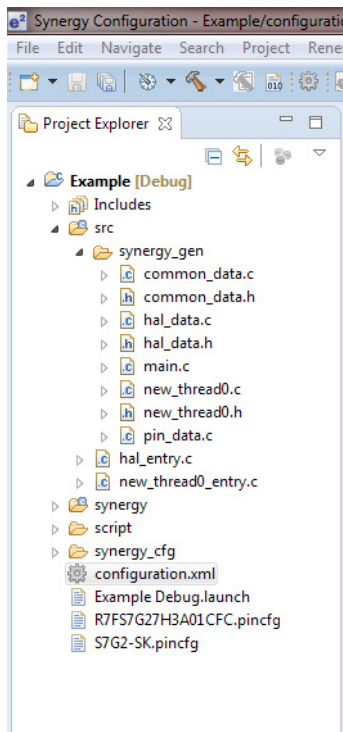 e² Synergy Configuration - Example/configurati
File Edit Navigate Search Project Rene
010
Project Explorer
Example [Debug]
Includes
src
synergy_gen
.c common_data.c
.h common_data.h
.c hal_data.c
.h hal_data.h
.c main.c
.c new_thread0.c
.h new_thread0.h
.c pin_data.c
.c hal_entry.c
.c new_thread0_entry.c
synergy
script
synergy_cfg
configuration.xml
Example Debug.launch
R7FS7G27H3A01CFC.pincfg
S7G2-SK.pincfg